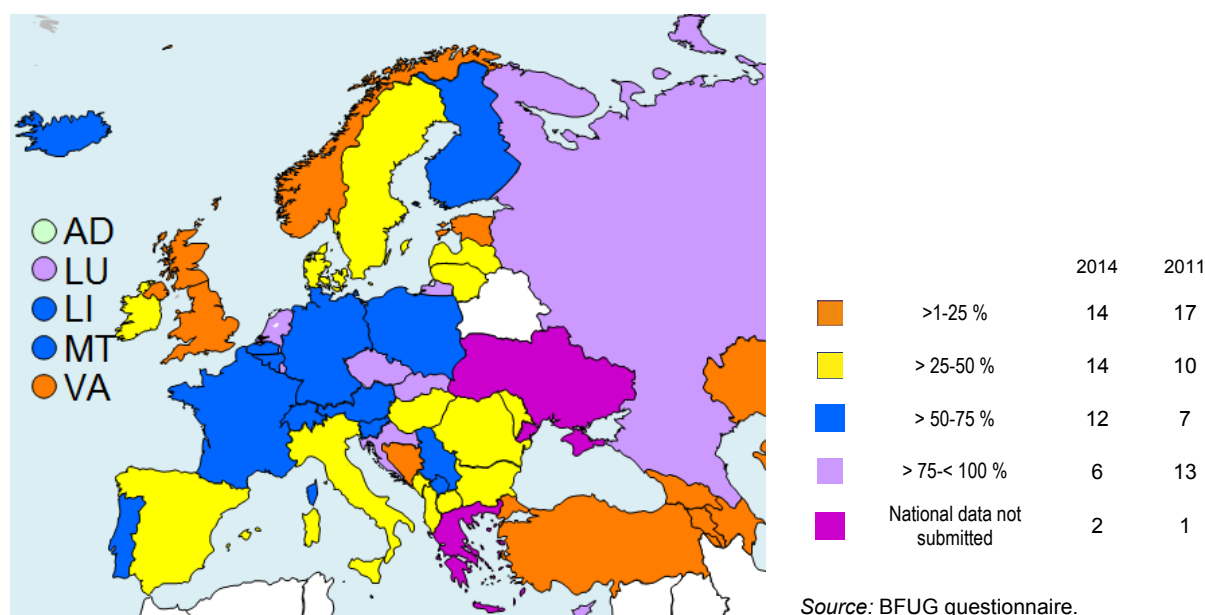 AD
LU
LI
MT
VA
2014 2011
>1-25 % 14 17
> 25-50 % 14 10
> 50-75 % 12 7
> 75-< 100 % 6 13
National data not
submitted 2 1
Source: BFUG questionnaire.